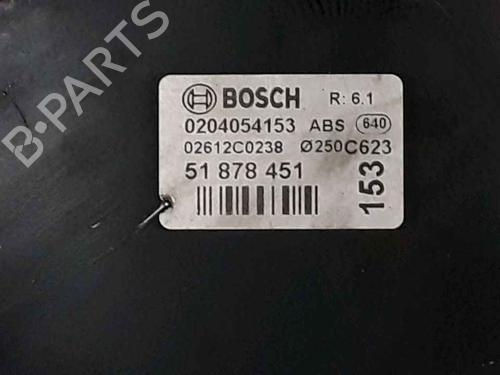 B-PARTS
BOSCH R: 6.1
0204054153 ABS 640
02612C0238 Ø250C623
51 878 451
153